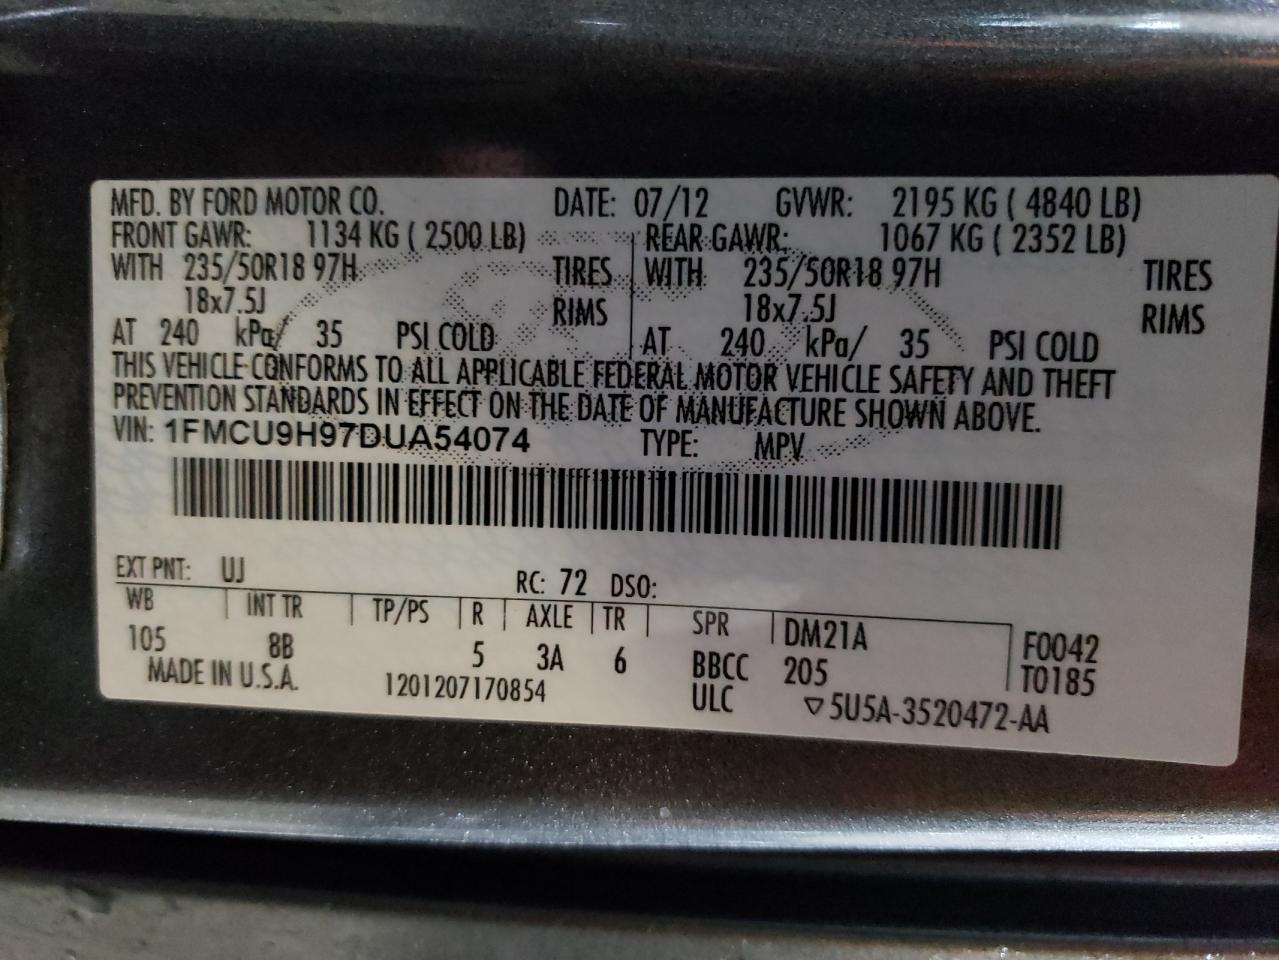 MFD. BY FORD MOTOR CO. DATE: 07/12 GVWR: 2195 KG ( 4840 LB)
FRONT GAWR: 1134 KG ( 2500 LB) REAR GAWR: 1067 KG ( 2352 LB)
WITH 235/50R18 97H TIRES WITH 235/50R18 97H TIRES
18x7.5J RIMS 18x7.5J RIMS
AT 240 kPa/ 35 PSI COLD AT 240 kPa/ 35 PSI COLD
THIS VEHICLE CONFORMS TO ALL APPLICABLE FEDERAL MOTOR VEHICLE SAFETY AND THEFT
PREVENTION STANDARDS IN EFFECT ON THE DATE OF MANUFACTURE SHOWN ABOVE.
VIN: 1FMCU9H97DUA54074 TYPE: MPV
EXT PNT: UJ RC: 72 DSO:
WB INT TR TP/PS R AXLE TR SPR DM21A F0042
105 8B 5 3A 6 BBCC 205 T0185
MADE IN U.S.A. 1201207170854 ULC ▽5U5A-3520472-AA